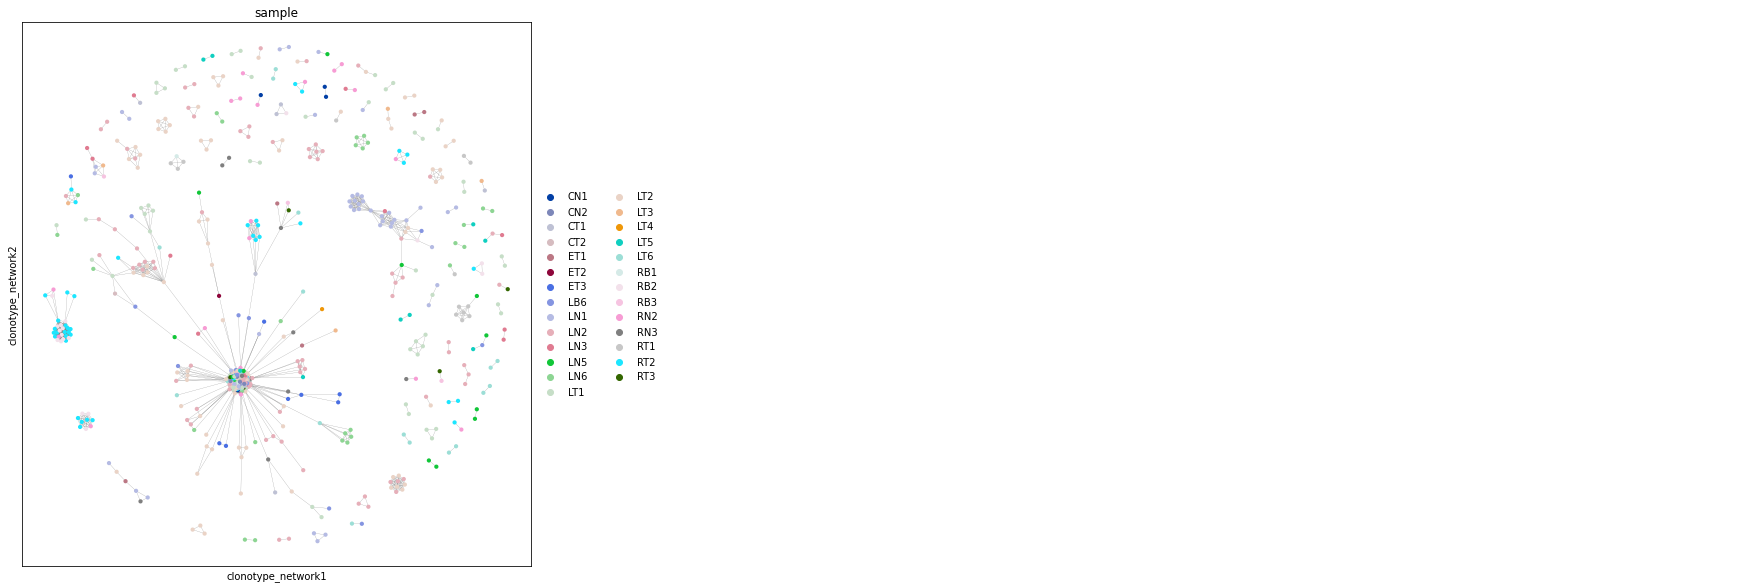 sample
clonotype_network2
clonotype_network1
CN1
CN2
CT1
CT2
ET1
ET2
ET3
LB6
LN1
LN2
LN3
LN5
LN6
LT1
LT2
LT3
LT4
LT5
LT6
RB1
RB2
RB3
RN2
RN3
RT1
RT2
RT3